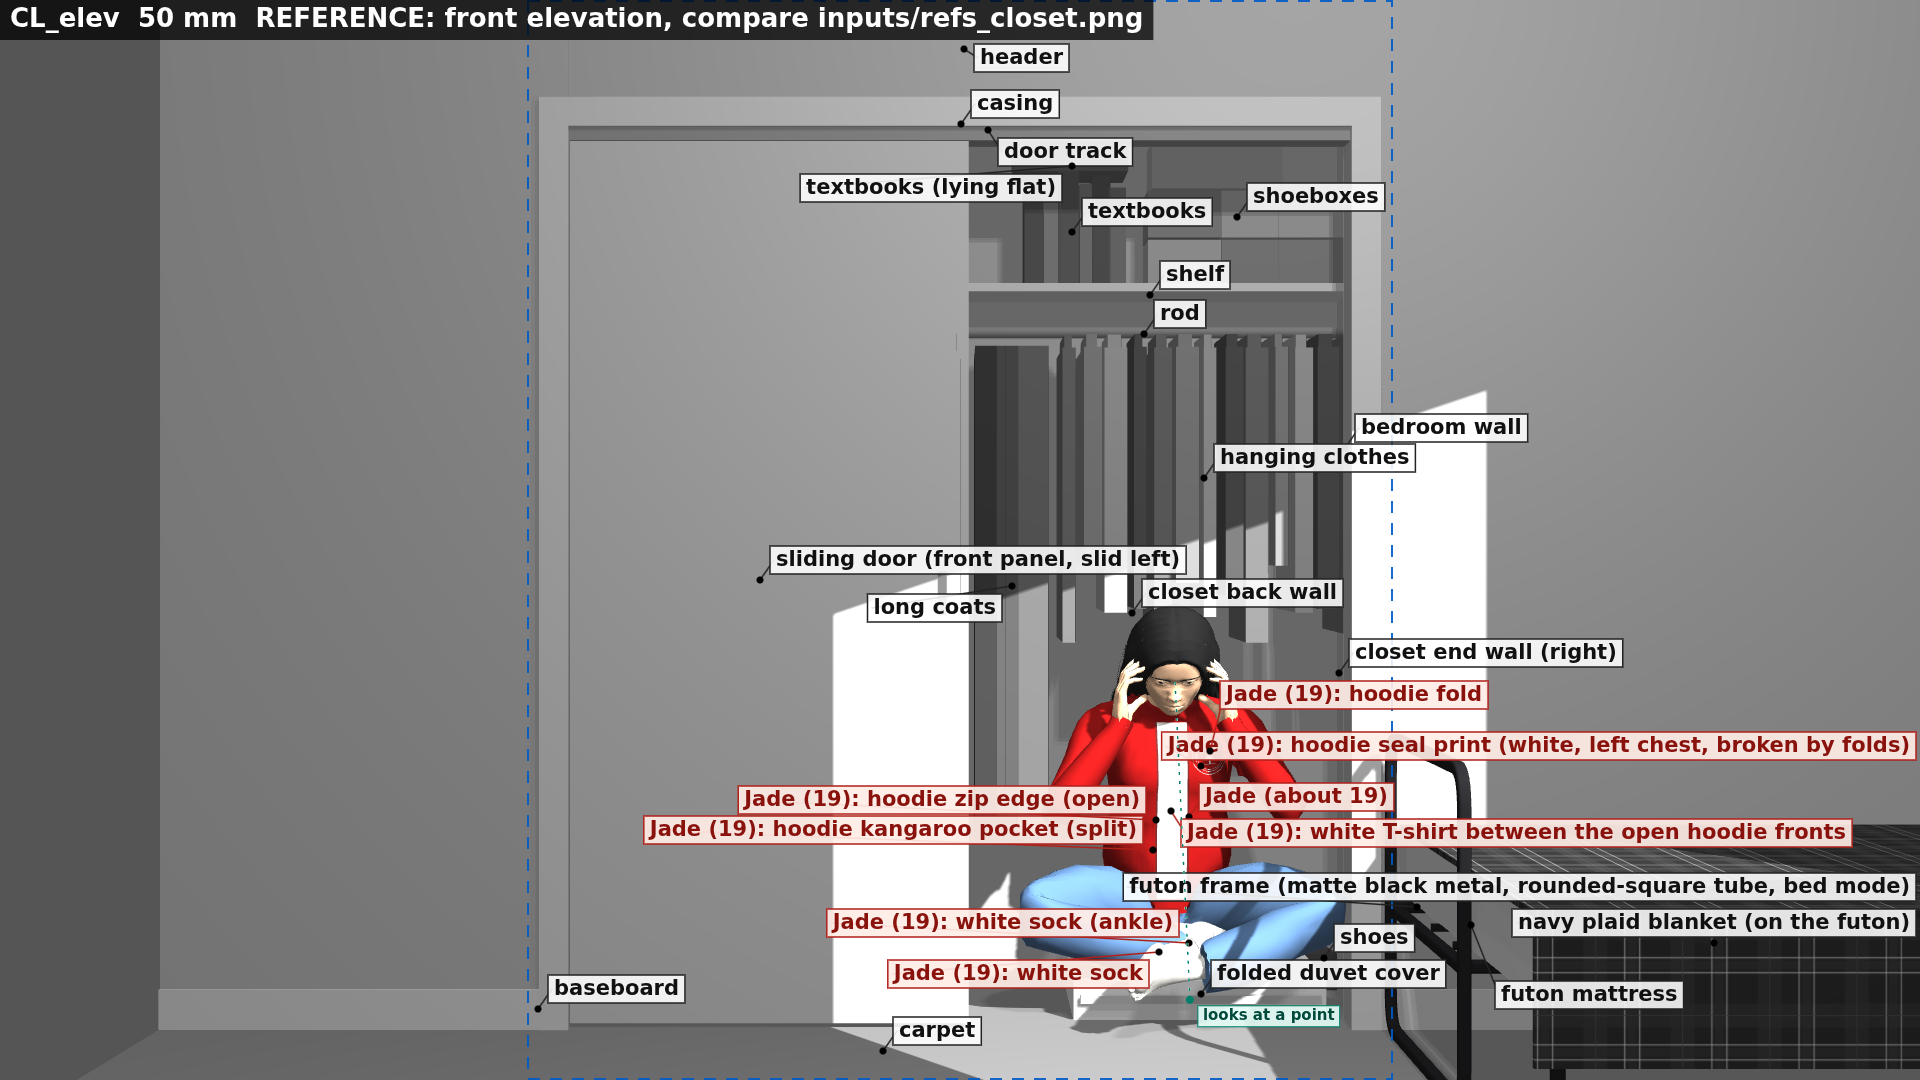 CL_elev  50 mm  REFERENCE: front elevation, compare inputs/refs_closet.png
header
casing
door track
textbooks (lying flat)
shoeboxes
textbooks
shelf
rod
bedroom wall
hanging clothes
sliding door (front panel, slid left)
closet back wall
long coats
closet end wall (right)
Jade (19): hoodie fold
Jade (19): hoodie seal print (white, left chest, broken by folds)
Jade (19): hoodie zip edge (open)
Jade (about 19)
Jade (19): hoodie kangaroo pocket (split)
Jade (19): white T-shirt between the open hoodie fronts
futon frame (matte black metal, rounded-square tube, bed mode)
Jade (19): white sock (ankle)
navy plaid blanket (on the futon)
shoes
Jade (19): white sock
folded duvet cover
baseboard
futon mattress
looks at a point
carpet